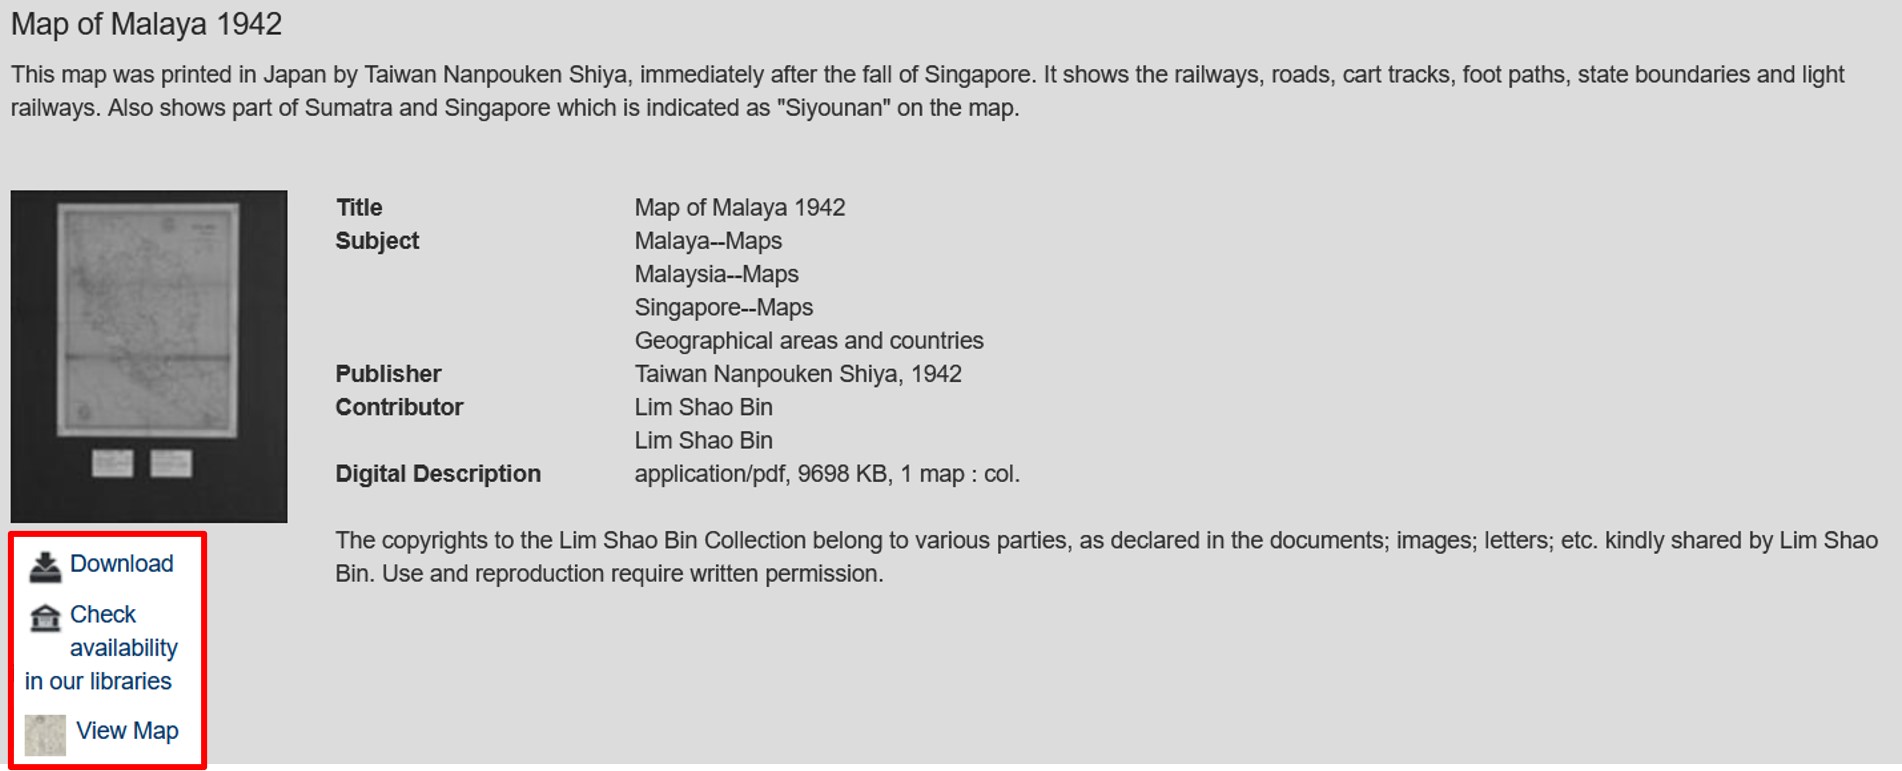 Map of Malaya 1942
This map was printed in Japan by Taiwan Nanpouken Shiya, immediately after the fall of Singapore. It shows the railways, roads, cart tracks, foot paths, state boundaries and light
railways. Also shows part of Sumatra and Singapore which is indicated as "Siyounan" on the map.
Title Map of Malaya 1942
Subject Malaya--Maps
Malaysia--Maps
Singapore--Maps
Geographical areas and countries
Publisher Taiwan Nanpouken Shiya, 1942
Contributor Lim Shao Bin
Lim Shao Bin
Digital Description application/pdf, 9698 KB, 1 map : col.
The copyrights to the Lim Shao Bin Collection belong to various parties, as declared in the documents; images; letters; etc. kindly shared by Lim Shao
Bin. Use and reproduction require written permission.
Download
Check
availability
in our libraries
View Map